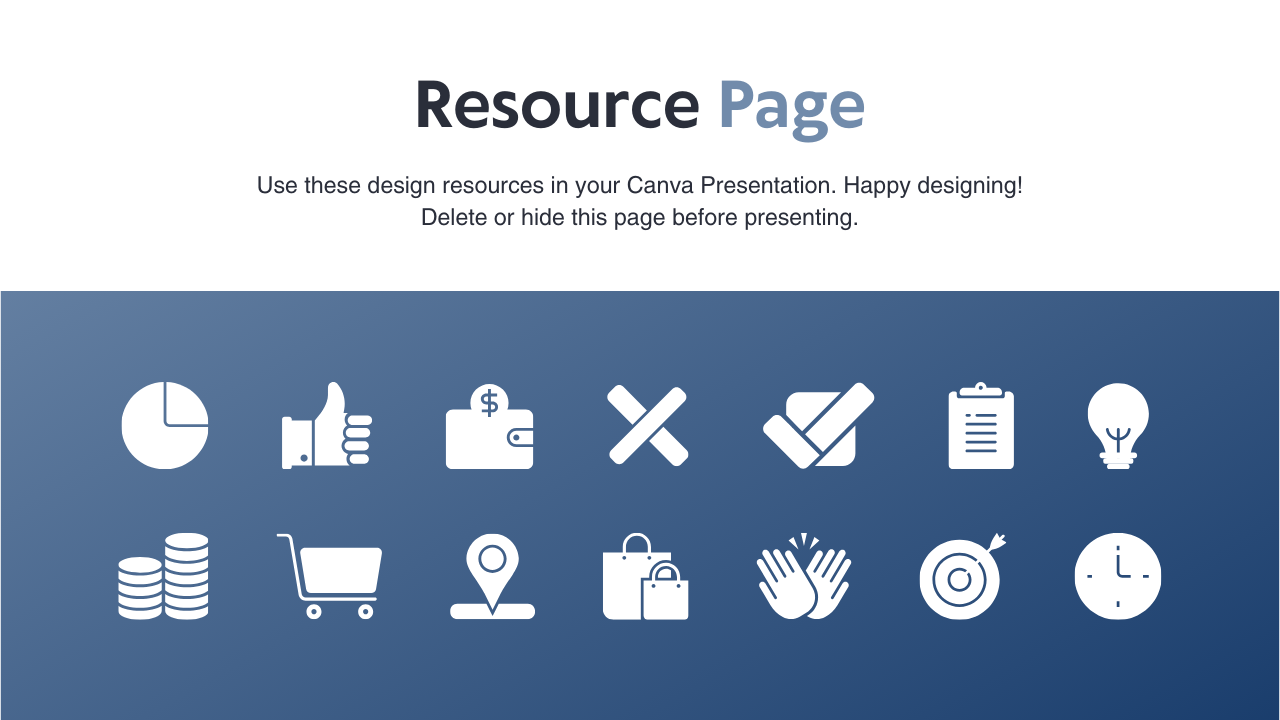 Resource Page
Use these design resources in your Canva Presentation. Happy designing!
Delete or hide this page before presenting.
$